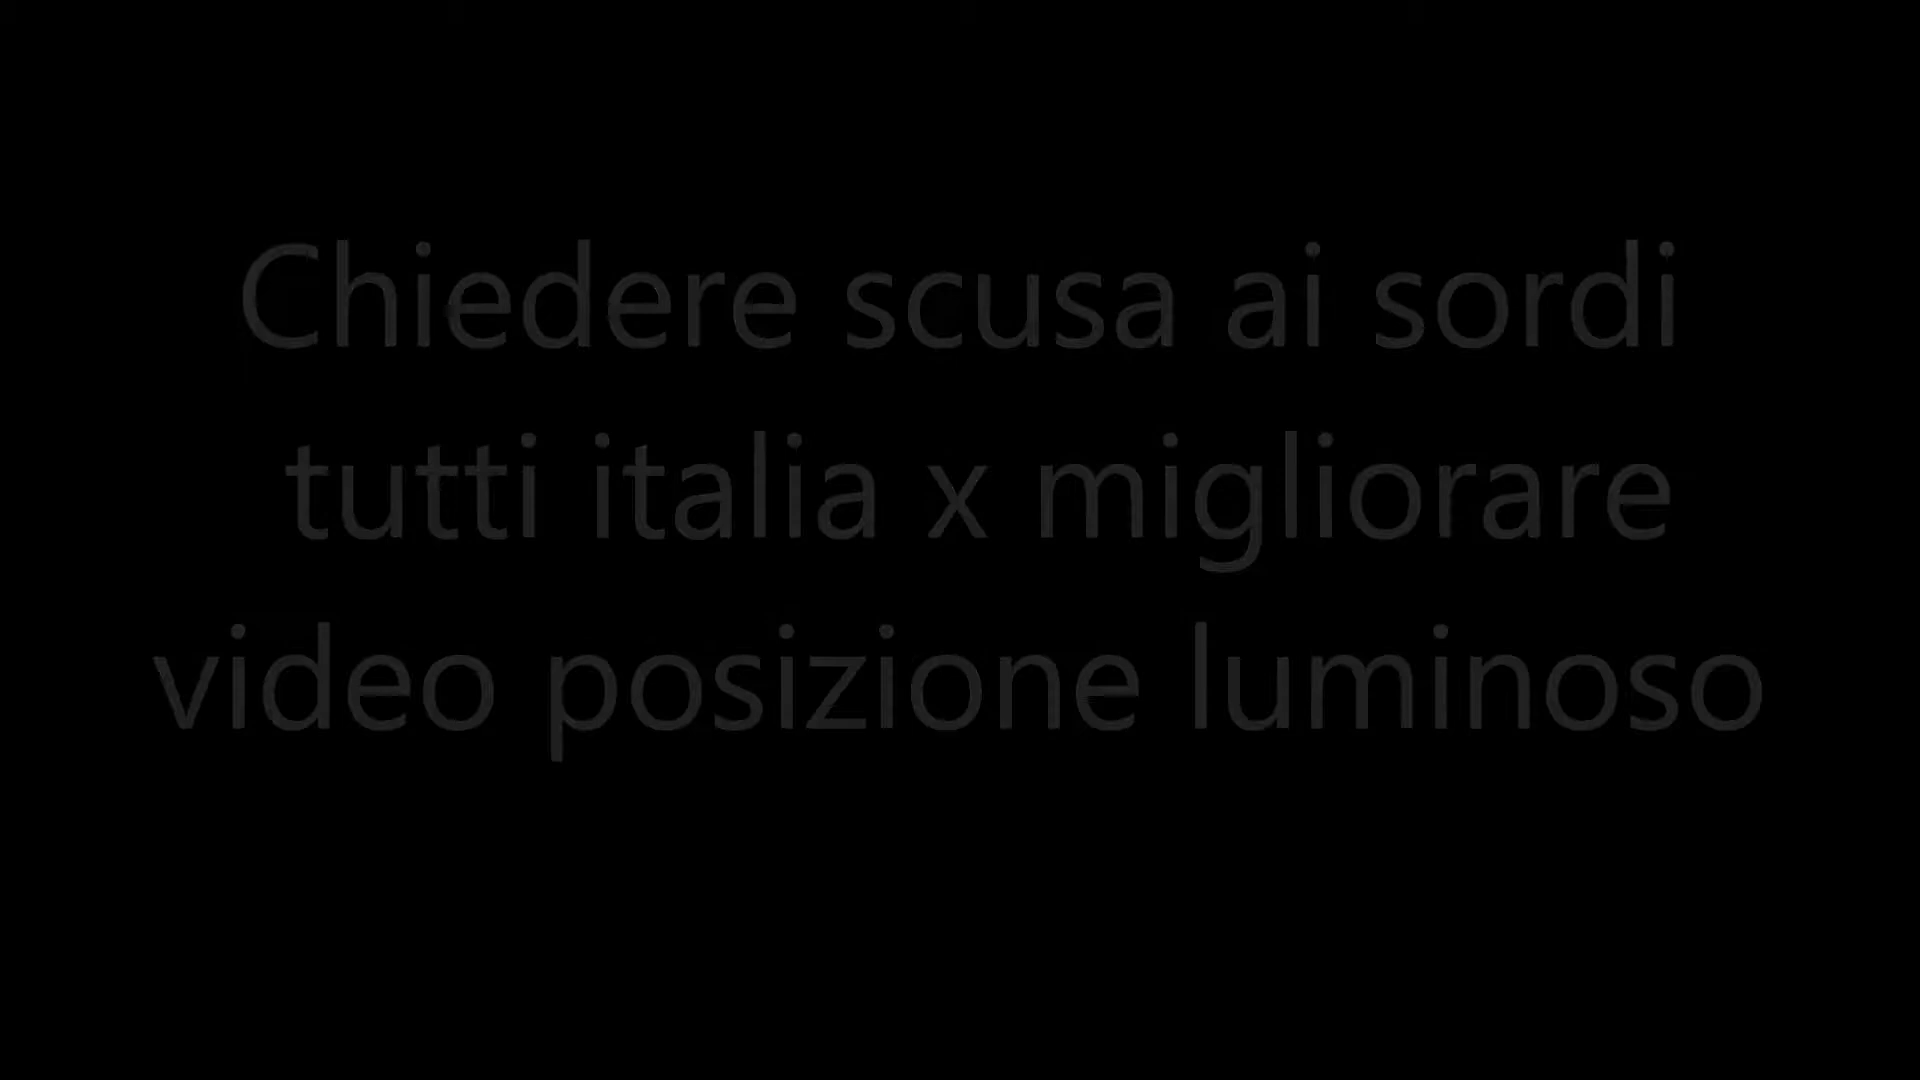 Chiedere scusa ai sordi
tutti italia x migliorare
video posizione luminoso